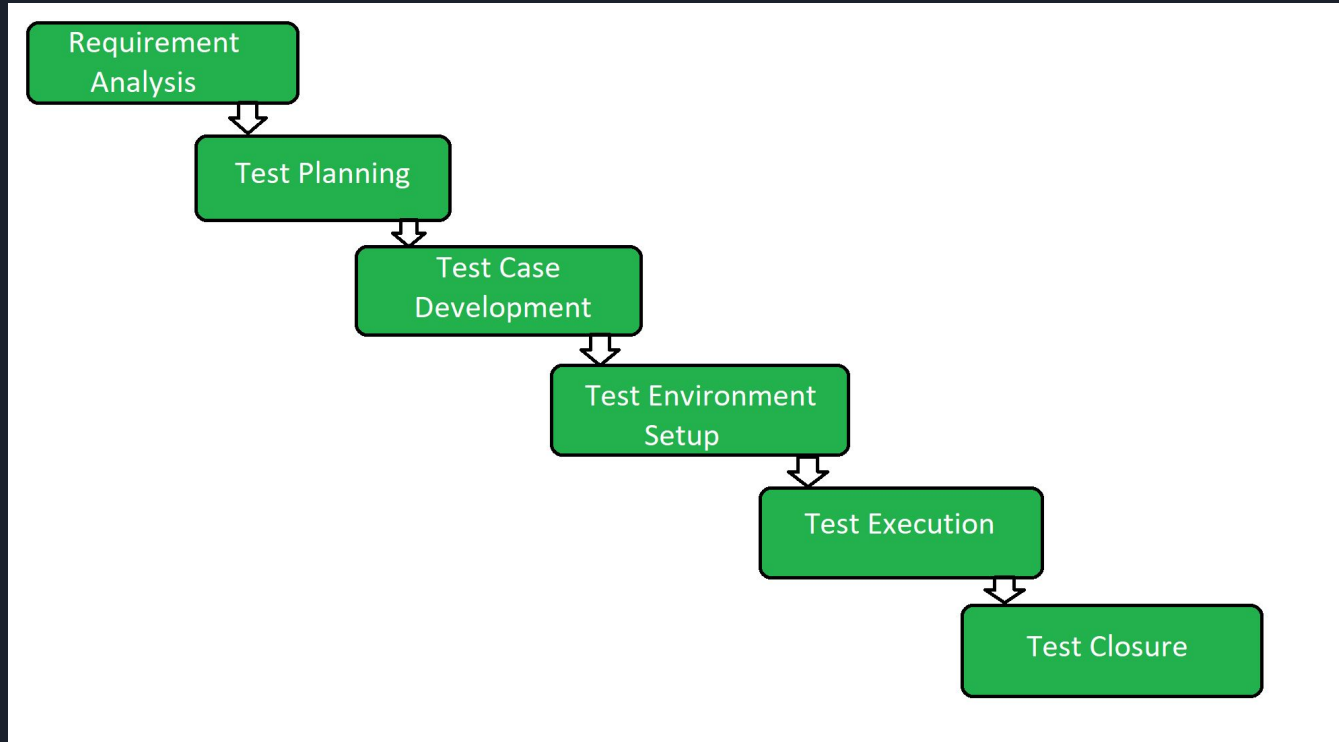 Requirement
Analysis
Test Planning
Test Case
Development
Test Environment
Setup
Test Execution
Test Closure